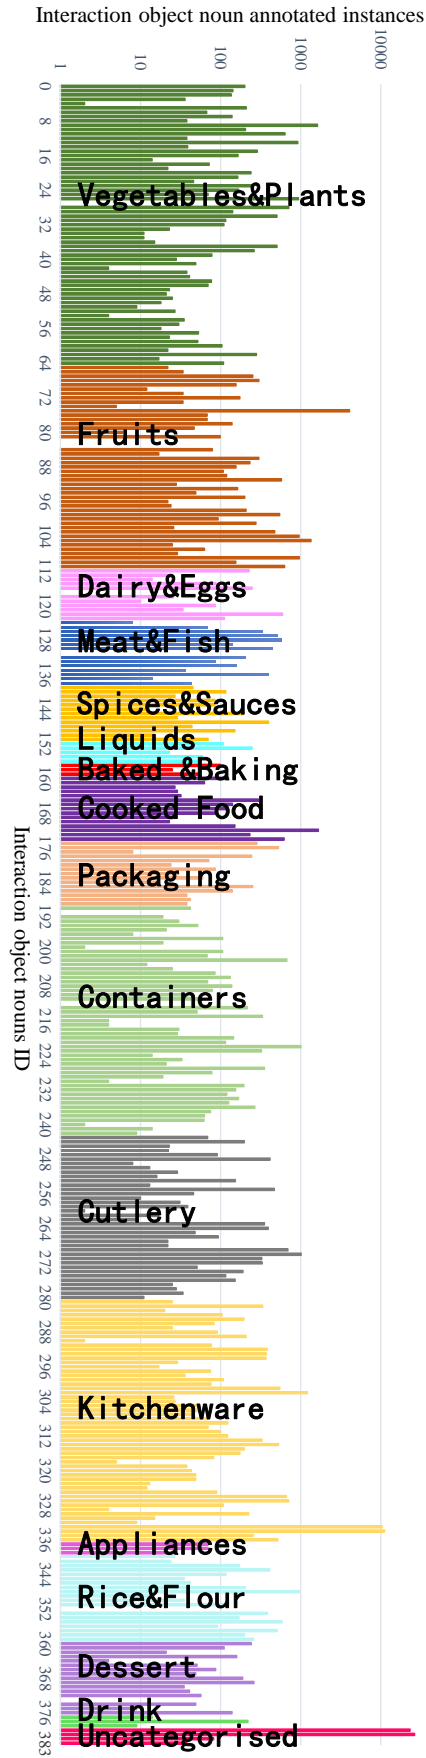 Interaction object noun annotated instances
1 10 100 1000 10000
0
8
16
24
32
40
48
56
64
72
80
88
96
104
112
120
128
136
144
152
160
168
176
184
192
200
208
216
224
232
240
248
256
264
272
280
288
296
304
312
320
328
336
344
352
360
368
376
383
Interaction object nouns ID
Vegetables&Plants
Fruits
Dairy&Eggs
Meat&Fish
Spices&Sauces
Liquids
Baked &Baking
Cooked Food
Packaging
Containers
Cutlery
Kitchenware
Appliances
Rice&Flour
Dessert
Drink
Uncategorised